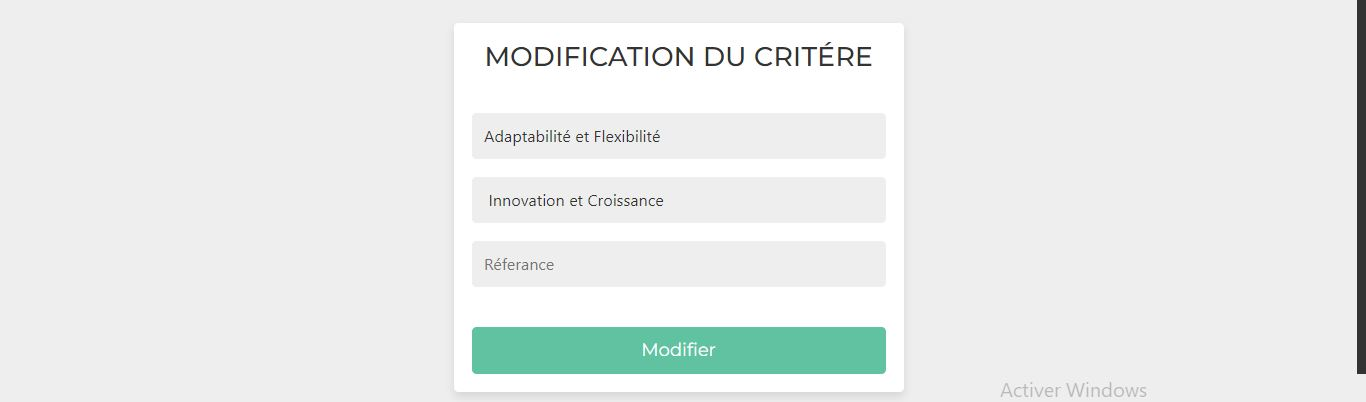 MODIFICATION DU CRITÉRE
Adaptabilité et Flexibilité
Innovation et Croissance
Réferance
Modifier
Activer Windows